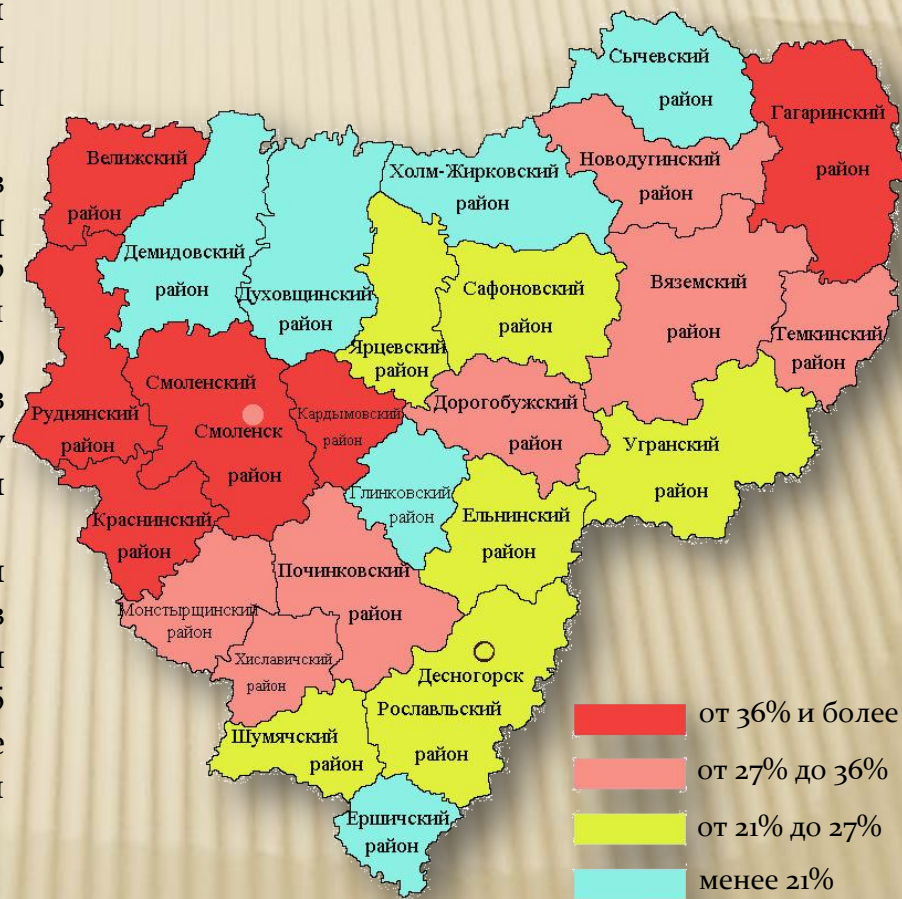 Сычевский
район
Гагаринский
район
Велижский
район
Холм-Жирковский
район
Новодугинский
район
Демидовский
район
Духовщинский
район
Сафоновский
район
Вяземский
район
Темкинский
район
Ярцевский
район
Смоленский
Смоленск
район
Кардымовский
район
Руднянский
район
Дорогобужский
район
Угранский
район
Глинковский
район
Ельнинский
район
Краснинский
район
Починковский
район
Монстырщинский
район
Хиславичский
район
Десногорск
Рославльский
район
Шумячский
район
Ершичский
район
от 36% и более
от 27% до 36%
от 21% до 27%
менее 21%